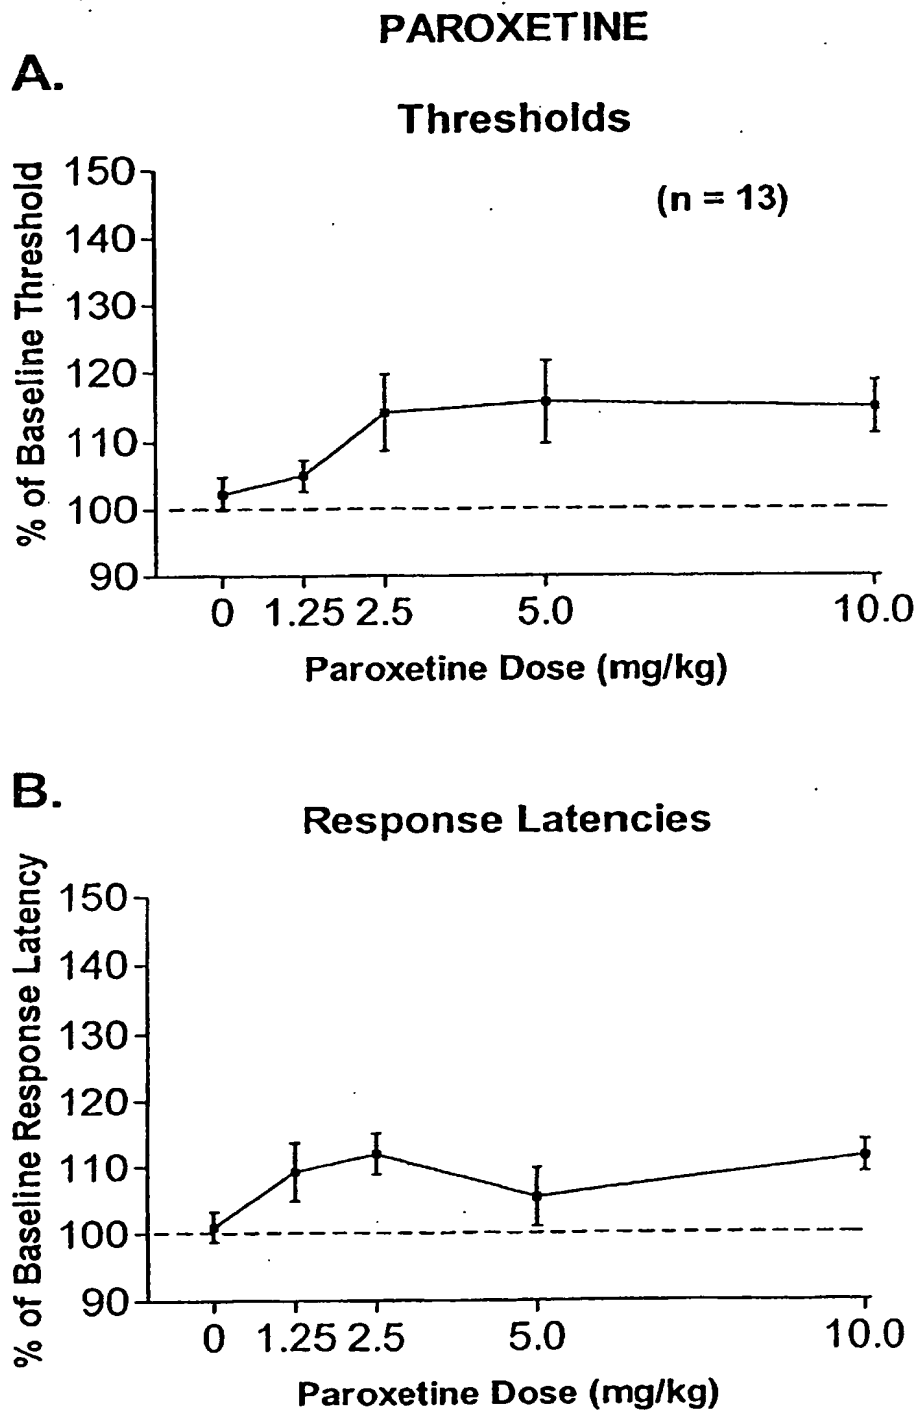 PAROXETINE
A.
Thresholds
(n = 13)
% of Baseline Threshold
150
140
130
120
110
100
90
0 1.25 2.5 5.0 10.0
Paroxetine Dose (mg/kg)
B.
Response Latencies
% of Baseline Response Latency
150
140
130
120
110
100
90
0 1.25 2.5 5.0 10.0
Paroxetine Dose (mg/kg)